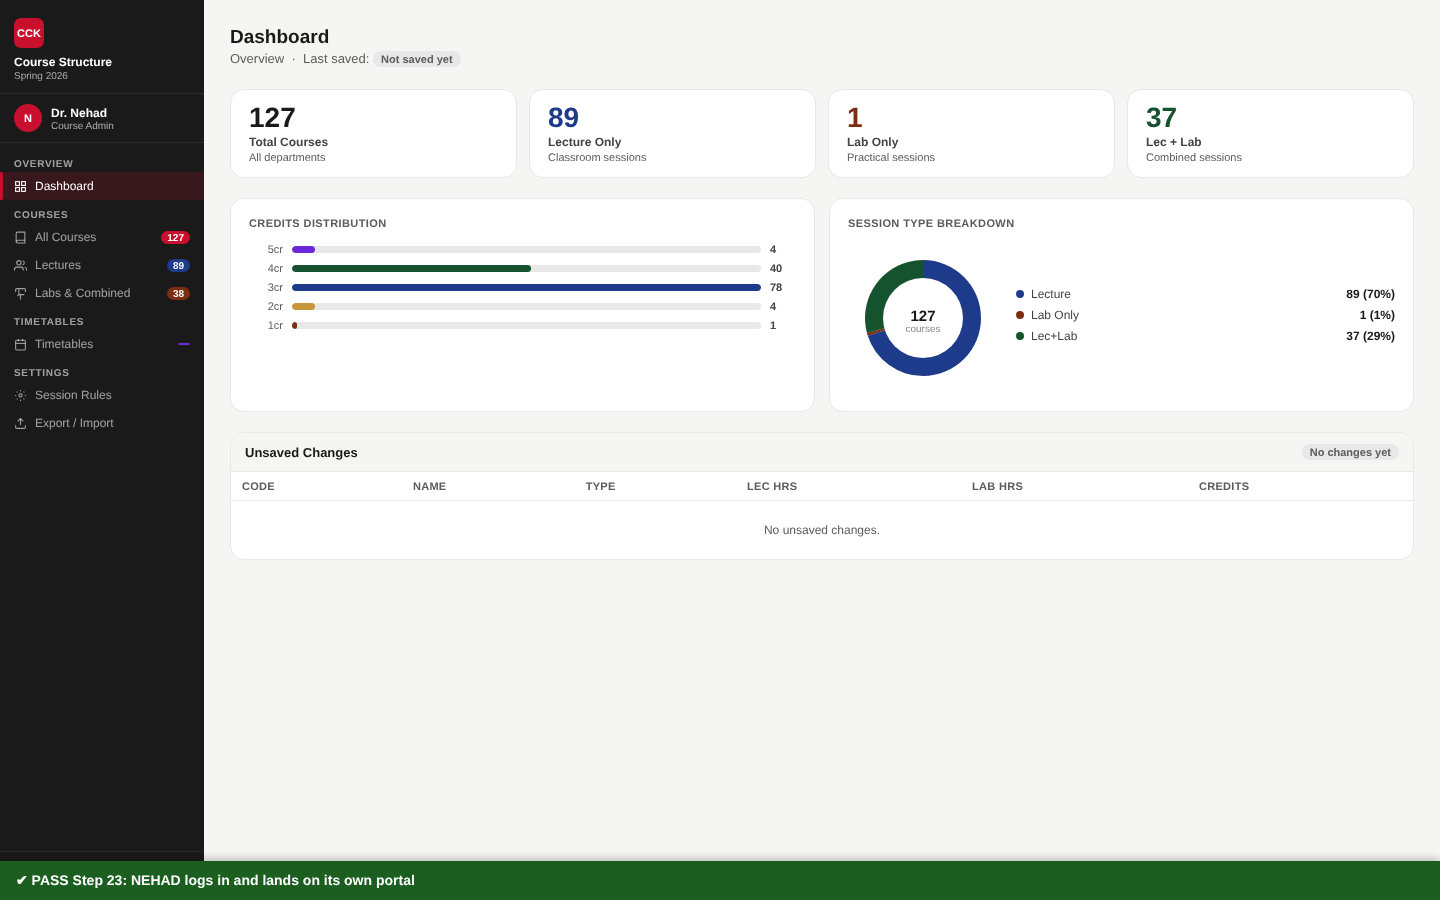 CCK
Course Structure
Spring 2026
N
Dr. Nehad
Course Admin
OVERVIEW
Dashboard
COURSES
All Courses 127
Lectures 89
Labs & Combined 38
TIMETABLES
Timetables
SETTINGS
Session Rules
Export / Import
Dashboard
Overview · Last saved: Not saved yet
127
Total Courses
All departments
89
Lecture Only
Classroom sessions
1
Lab Only
Practical sessions
37
Lec + Lab
Combined sessions
CREDITS DISTRIBUTION
5cr 4
4cr 40
3cr 78
2cr 4
1cr 1
SESSION TYPE BREAKDOWN
127
courses
Lecture 89 (70%)
Lab Only 1 (1%)
Lec+Lab 37 (29%)
Unsaved Changes No changes yet
CODE NAME TYPE LEC HRS LAB HRS CREDITS
No unsaved changes.
✔ PASS Step 23: NEHAD logs in and lands on its own portal